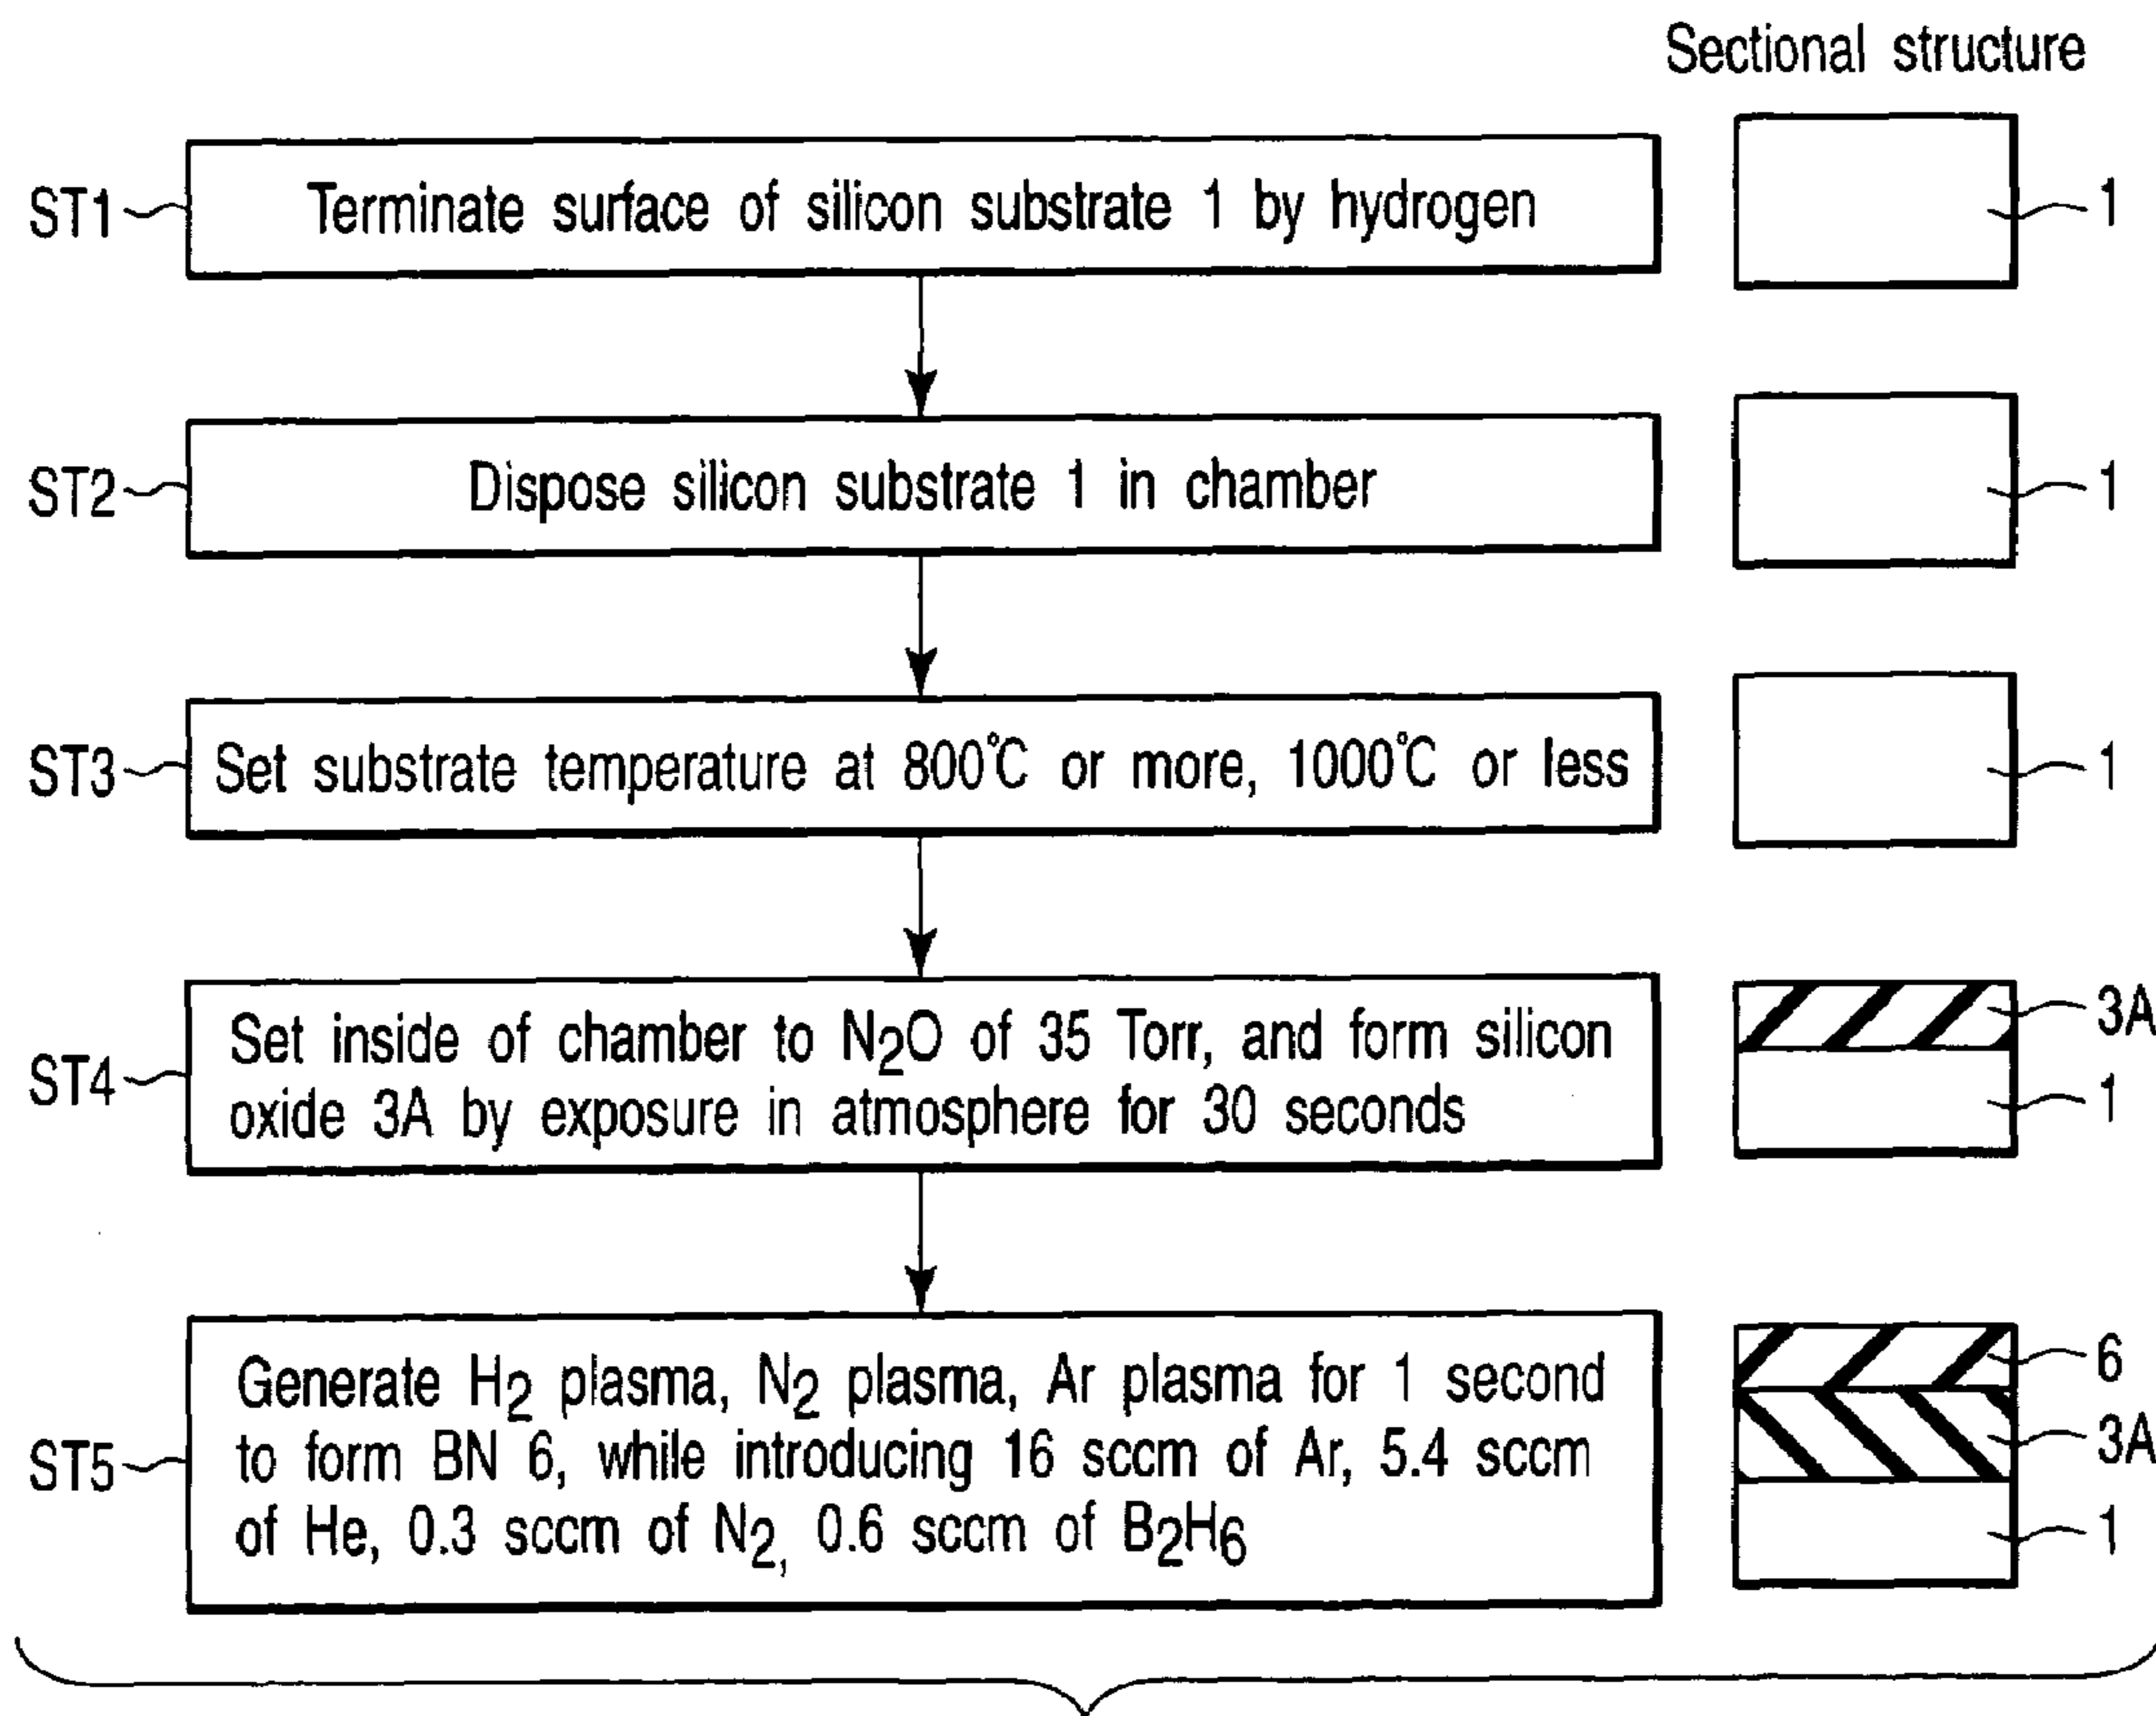 Sectional structure
ST1
Terminate surface of silicon substrate 1 by hydrogen
1
ST2
Dispose silicon substrate 1 in chamber
1
ST3
Set substrate temperature at 800℃ or more, 1000℃ or less
1
ST4
Set inside of chamber to N2O of 35 Torr, and form silicon
oxide 3A by exposure in atmosphere for 30 seconds
3A
1
ST5
Generate H2 plasma, N2 plasma, Ar plasma for 1 second
to form BN 6, while introducing 16 sccm of Ar, 5.4 sccm
of He, 0.3 sccm of N2, 0.6 sccm of B2H6
6
3A
1